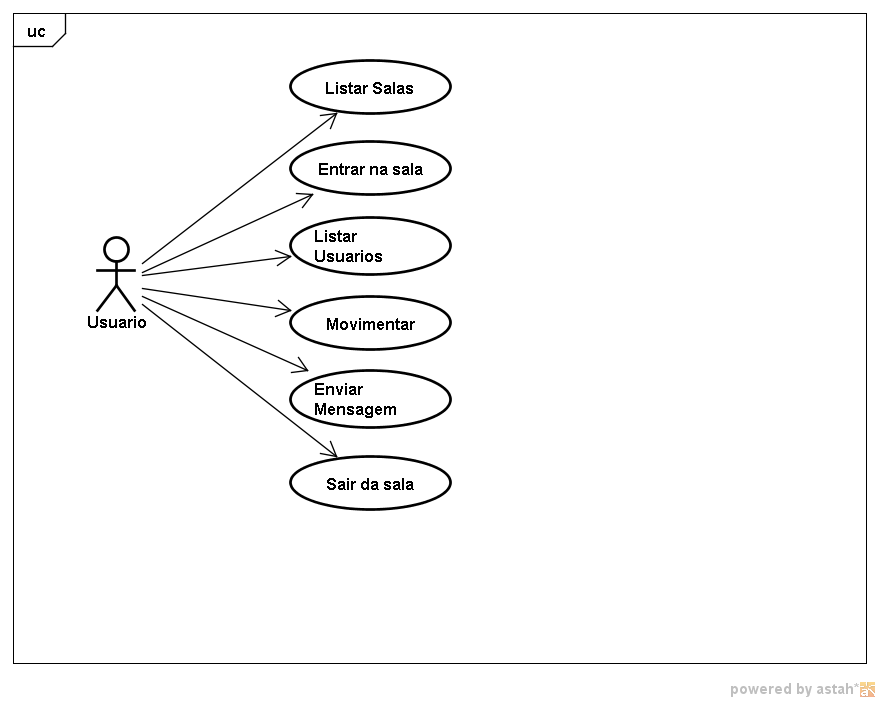 uc
Listar Salas
Entrar na sala
Listar
Usuarios
Usuario
Movimentar
Enviar
Mensagem
Sair da sala
powered by astah*